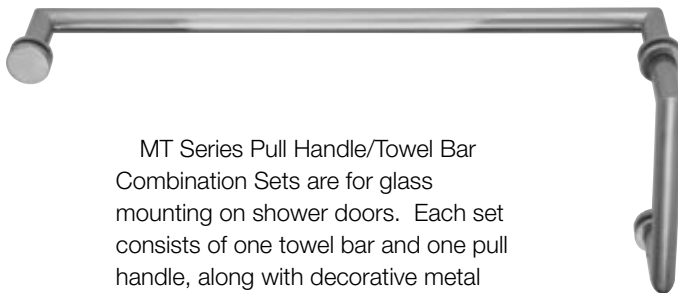 MT Series Pull Handle/Towel Bar
Combination Sets are for glass
mounting on shower doors.  Each set
consists of one towel bar and one pull
handle, along with decorative metal